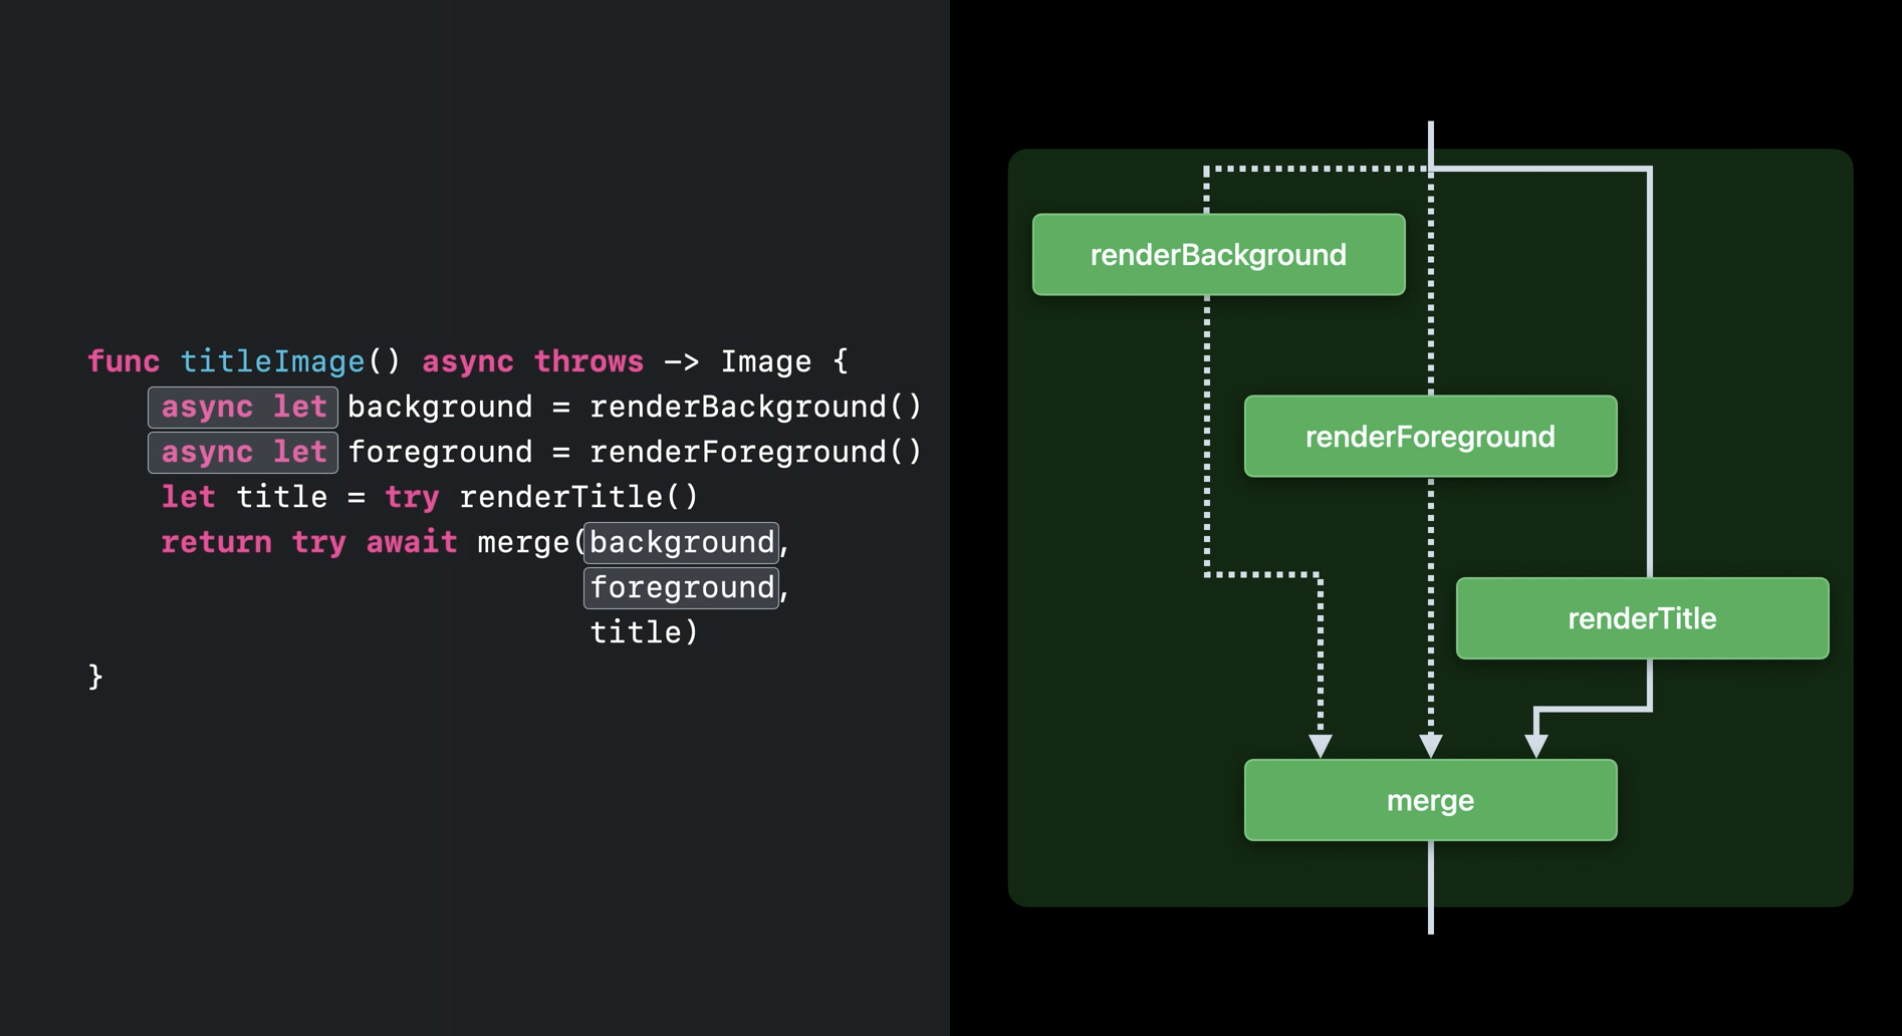 func titleImage() async throws -> Image {
    async let background = renderBackground()
    async let foreground = renderForeground()
    let title = try renderTitle()
    return try await merge(background,
                           foreground,
                           title)
}
renderBackground
renderForeground
renderTitle
merge